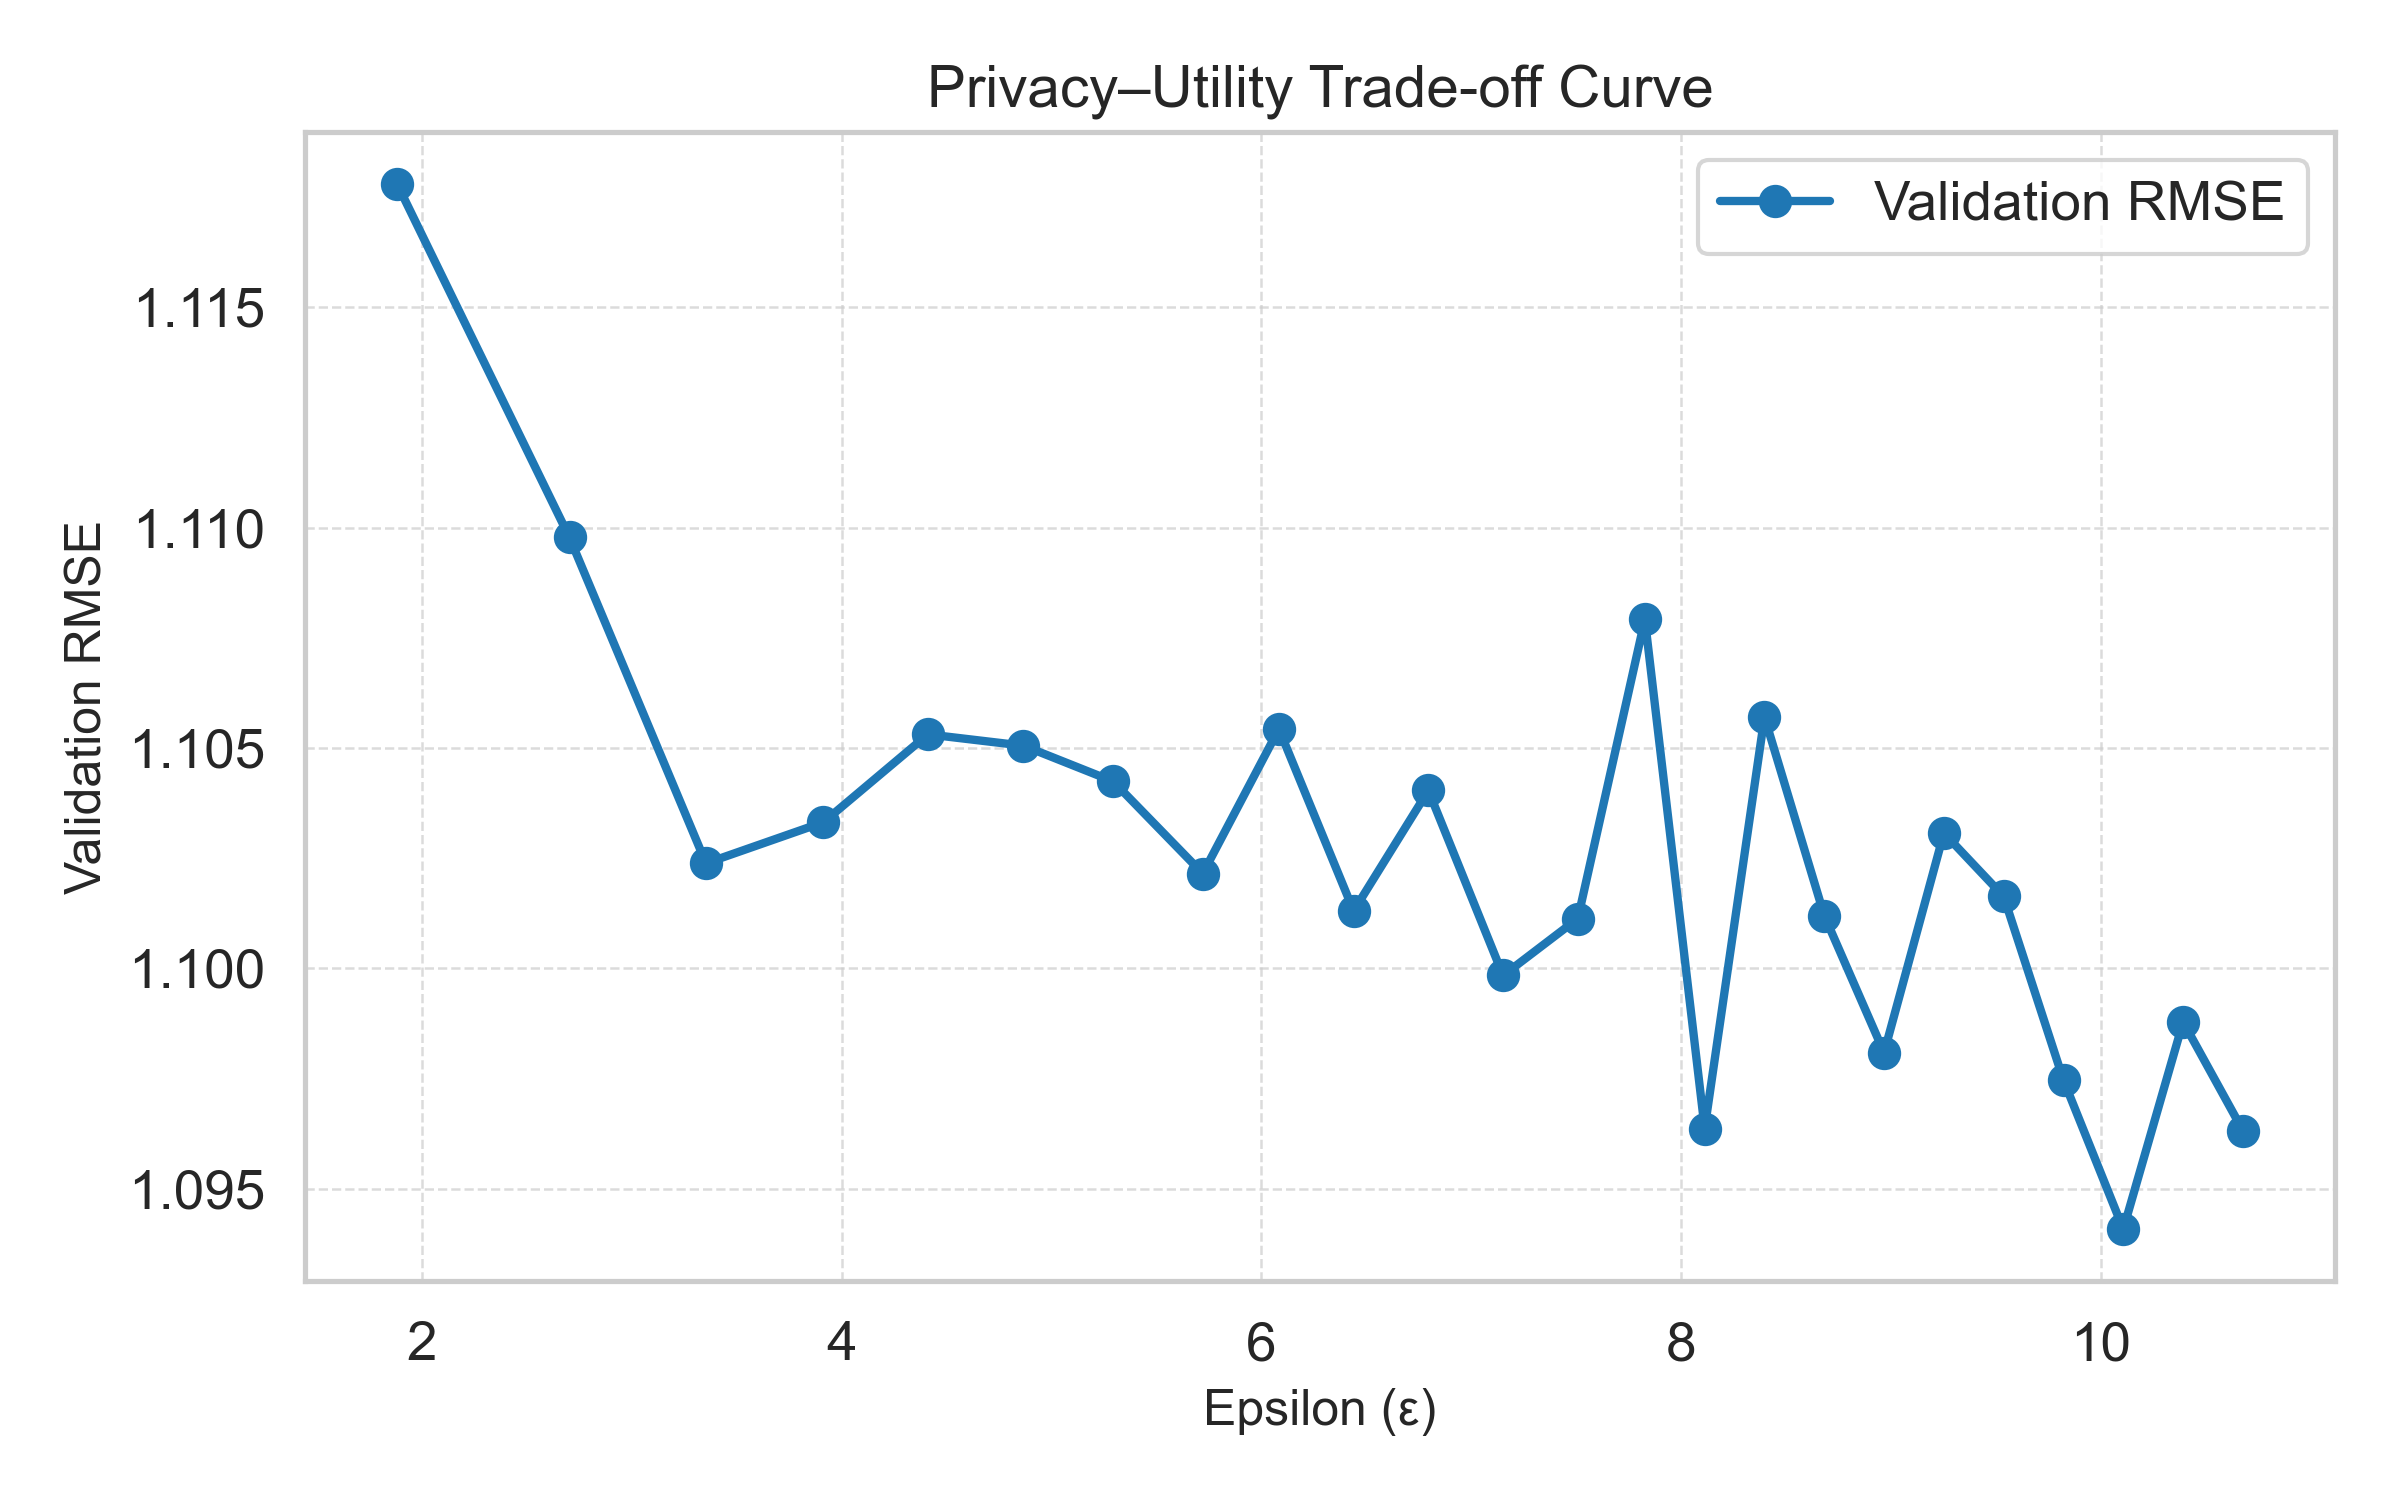 Privacy–Utility Trade-off Curve
Validation RMSE
Validation RMSE
1.115
1.110
1.105
1.100
1.095
2 4 6 8 10
Epsilon (ε)